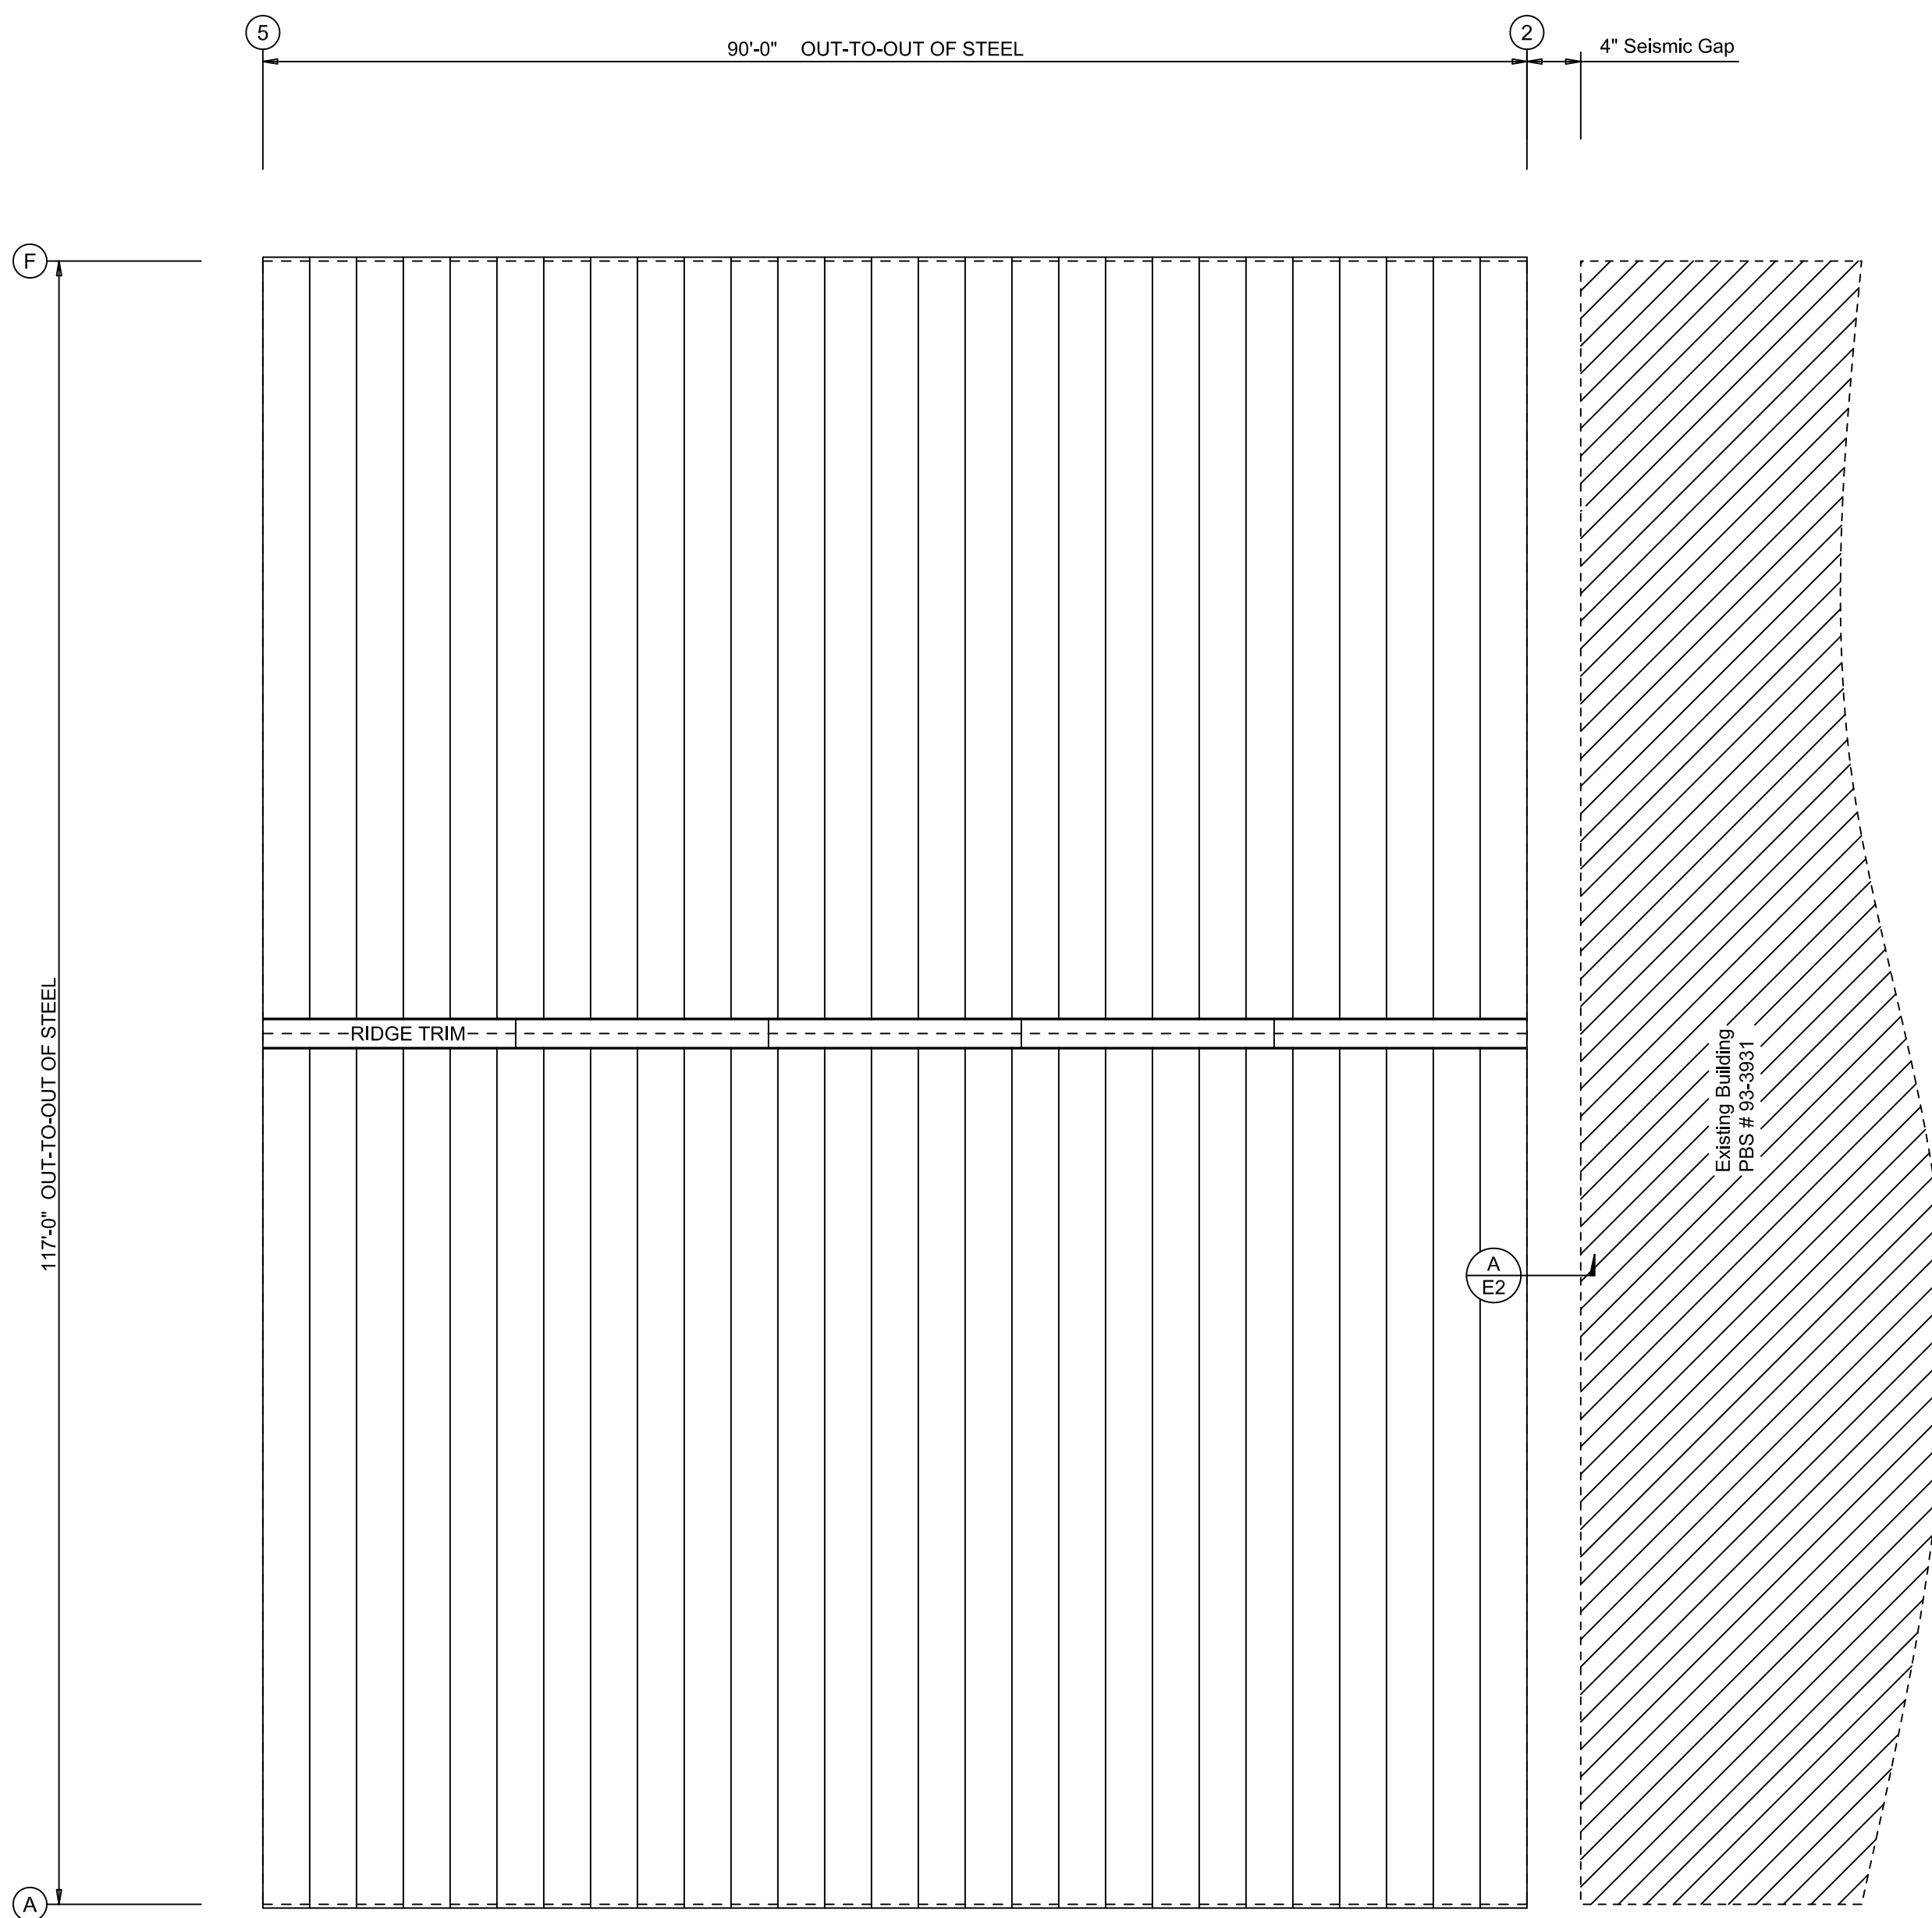 5
90'-0" OUT-TO-OUT OF STEEL
2
4" Seismic Gap
F
RIDGE TRIM
117'-0" OUT-TO-OUT OF STEEL
Existing Building
PBS # 93-3931
A
E2
A